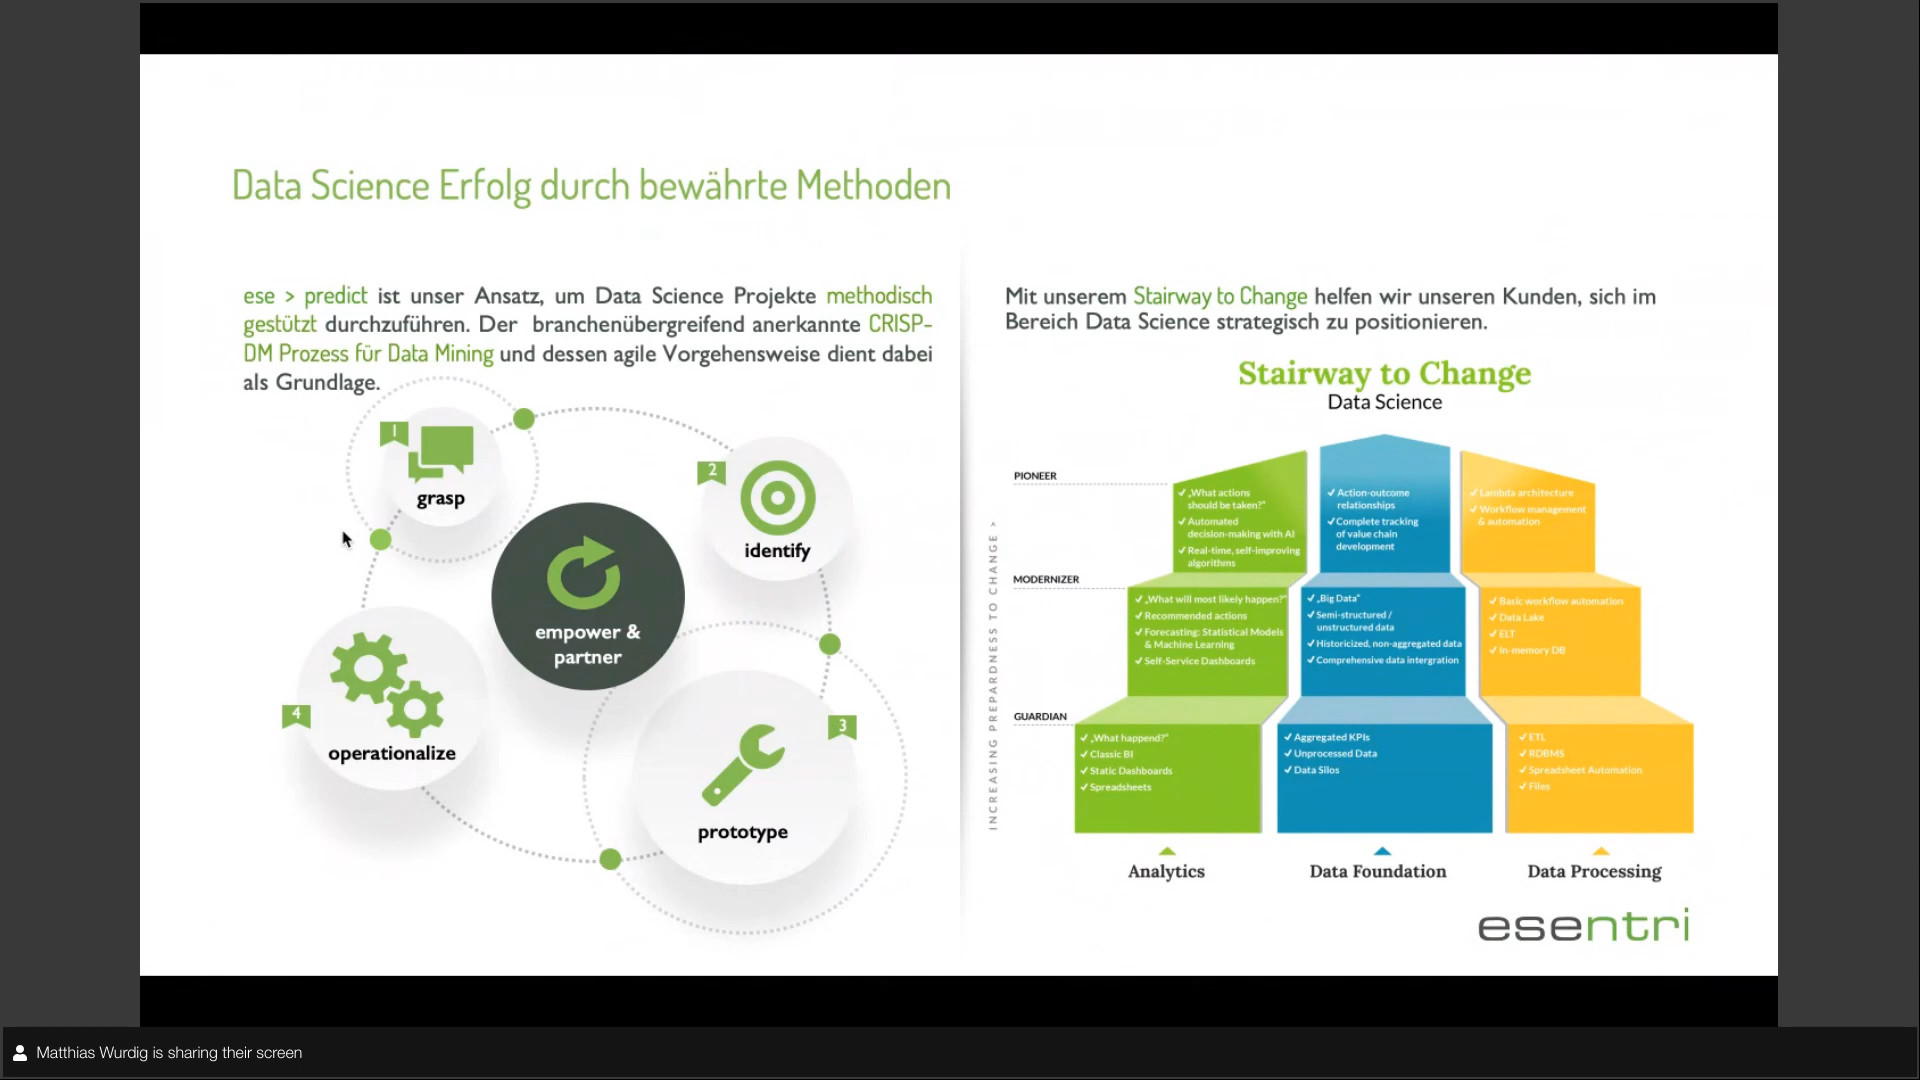 Data Science Erfolg durch bewährte Methoden
ese > predict ist unser Ansatz, um Data Science Projekte methodisch
gestützt durchzuführen. Der branchenübergreifend anerkannte CRISP-
DM Prozess für Data Mining und dessen agile Vorgehensweise dient dabei
als Grundlage.
1
grasp
2
identify
empower &
partner
3
prototype
4
operationalize
Mit unserem Stairway to Change helfen wir unseren Kunden, sich im
Bereich Data Science strategisch zu positionieren.
Stairway to Change
Data Science
INCREASING PREPARDNESS TO CHANGE >
PIONEER
✓ „What actions
should be taken?"
✓ Automated
decision-making with AI
✓ Real-time, self-improving
algorithms
✓ Action-outcome
relationships
✓ Complete tracking
of value chain
development
✓ Lambda architecture
✓ Workflow management
& automation
MODERNIZER
✓ „What will most likely happen?"
✓ Recommended actions
✓ Forecasting: Statistical Models
& Machine Learning
✓ Self-Service Dashboards
✓ „Big Data"
✓ Semi-structured /
unstructured data
✓ Historicized, non-aggregated data
✓ Comprehensive data intergration
✓ Basic workflow automation
✓ Data Lake
✓ ELT
✓ In-memory DB
GUARDIAN
✓ „What happend?"
✓ Classic BI
✓ Static Dashboards
✓ Spreadsheets
✓ Aggregated KPIs
✓ Unprocessed Data
✓ Data Silos
✓ ETL
✓ RDBMS
✓ Spreadsheet Automation
✓ Files
Analytics
Data Foundation
Data Processing
esentri
Matthias Wurdig is sharing their screen